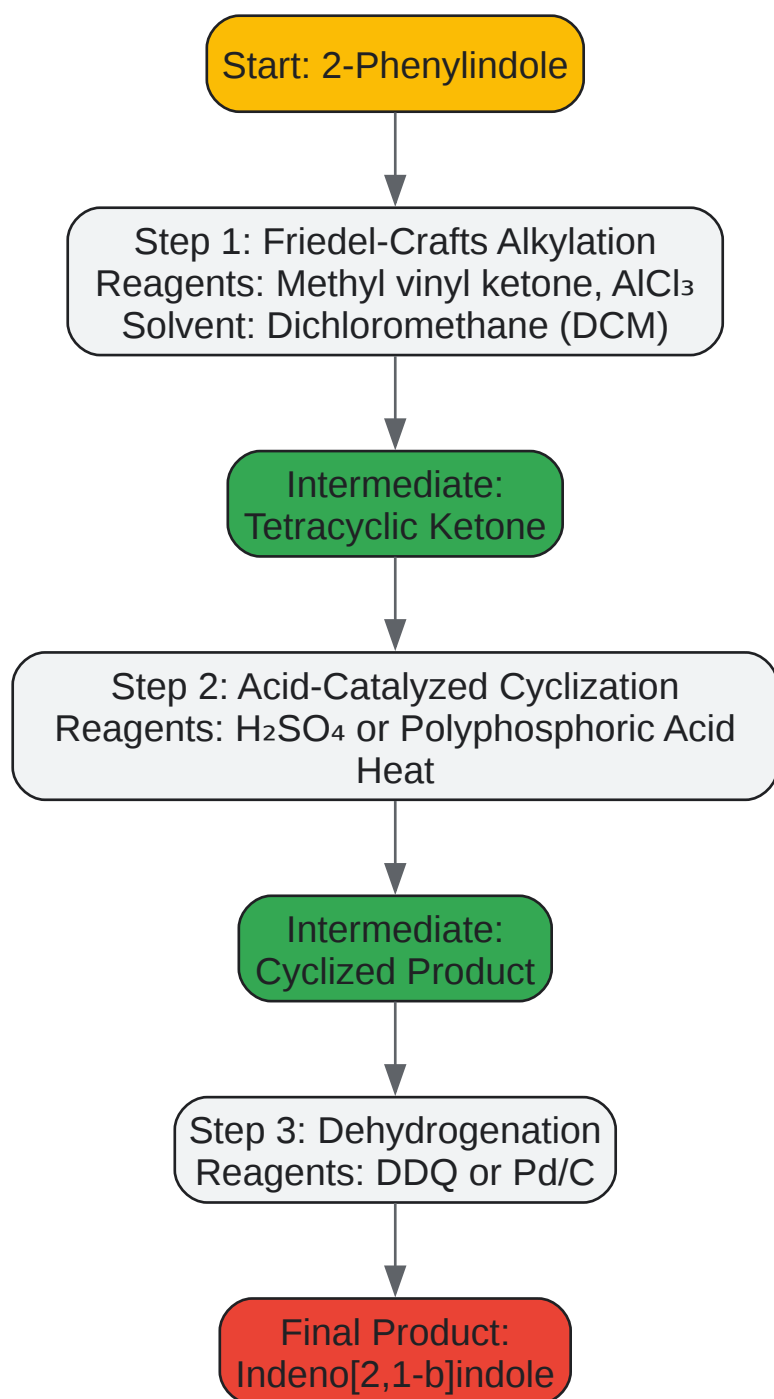 Start: 2-Phenylindole
Step 1: Friedel-Crafts Alkylation
Reagents: Methyl vinyl ketone, AlCl₃
Solvent: Dichloromethane (DCM)
Intermediate:
Tetracyclic Ketone
Step 2: Acid-Catalyzed Cyclization
Reagents: H₂SO₄ or Polyphosphoric Acid
Heat
Intermediate:
Cyclized Product
Step 3: Dehydrogenation
Reagents: DDQ or Pd/C
Final Product:
Indeno[2,1-b]indole